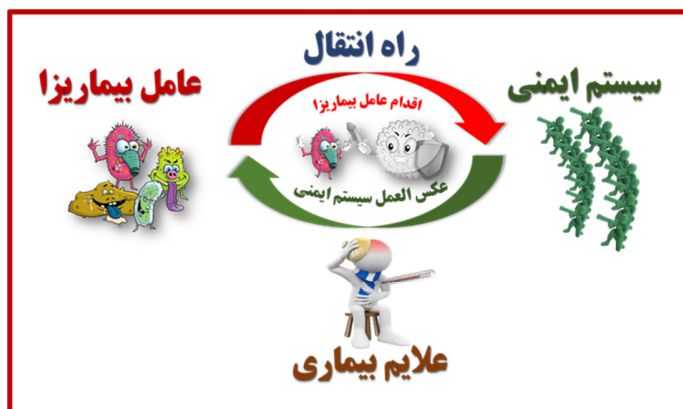 راه انتقال
عامل بیماریزا
سیستم ایمنی
اقدام عامل بیماریزا
عکس العمل سیستم ایمنی
علایم بیماری